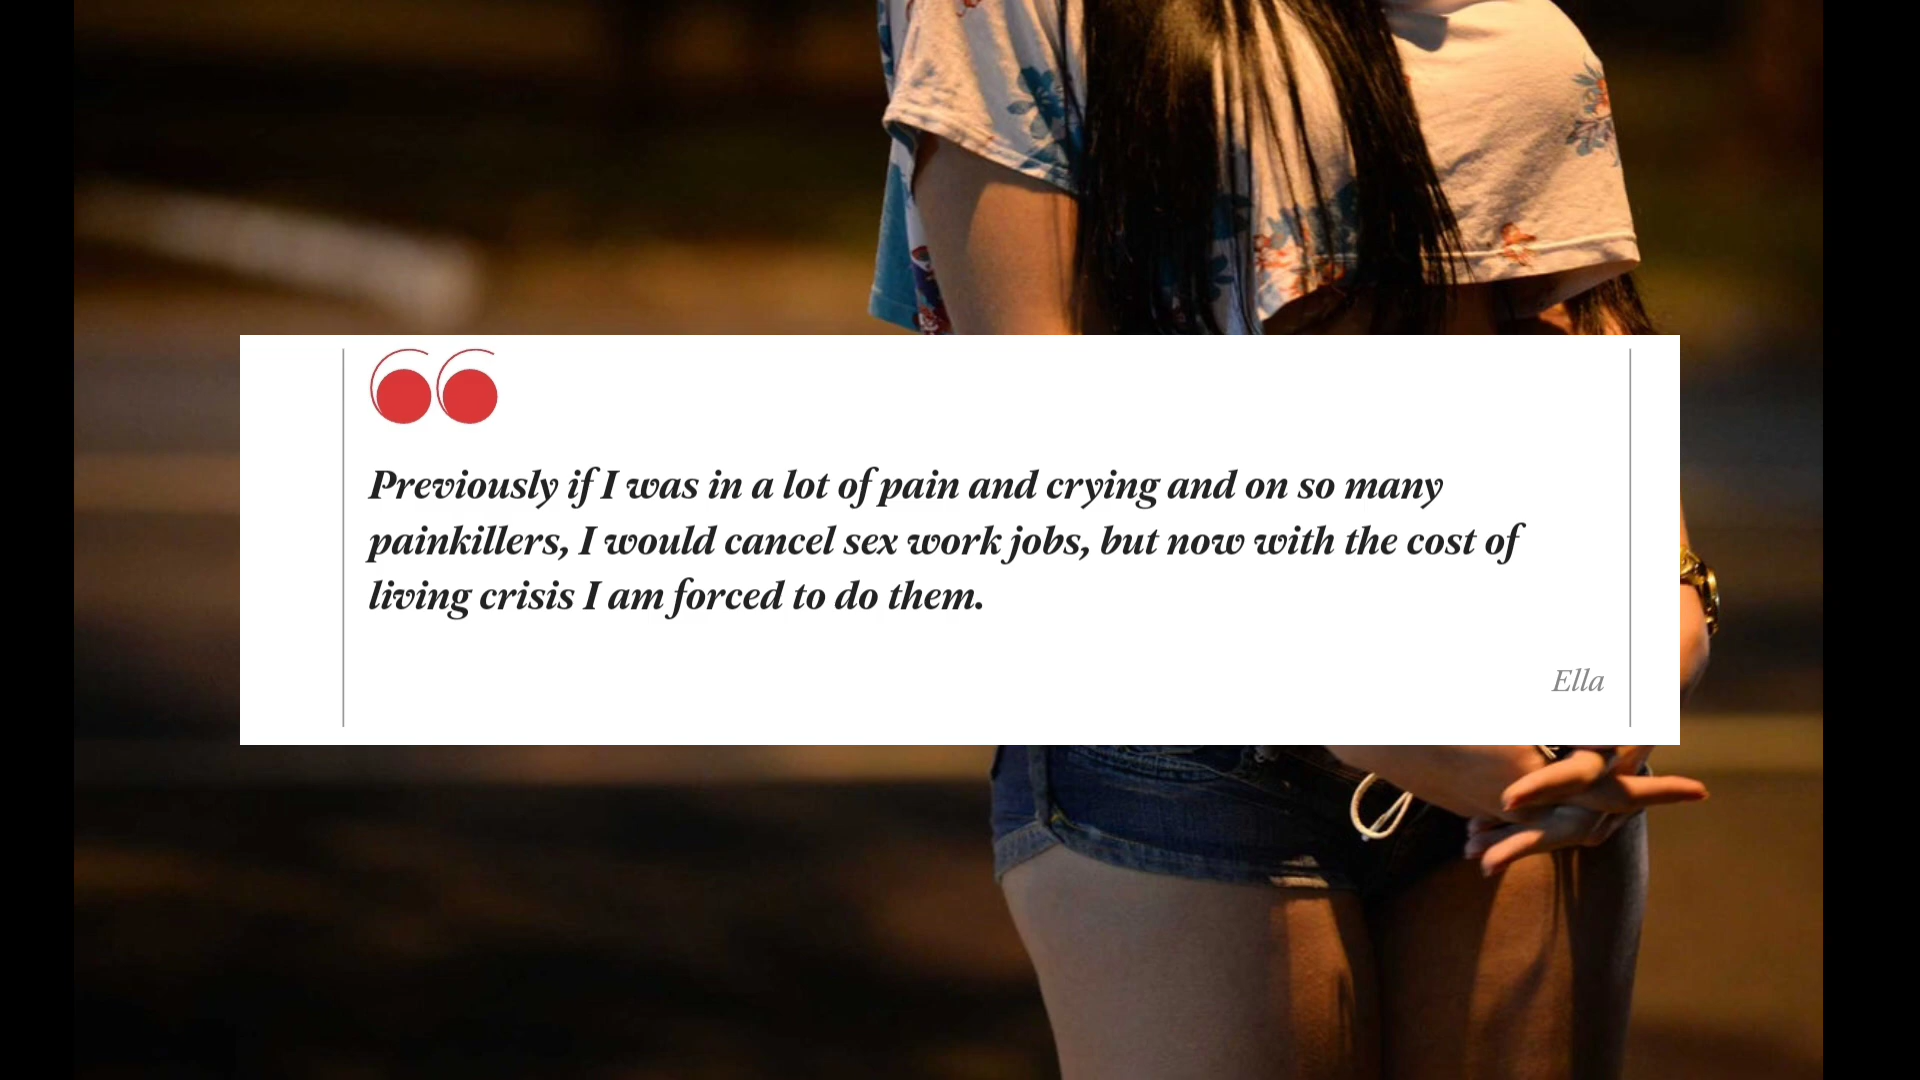 Previously if I was in a lot of pain and crying and on so many
painkillers, I would cancel sex work jobs, but now with the cost of
living crisis I am forced to do them.
Ella